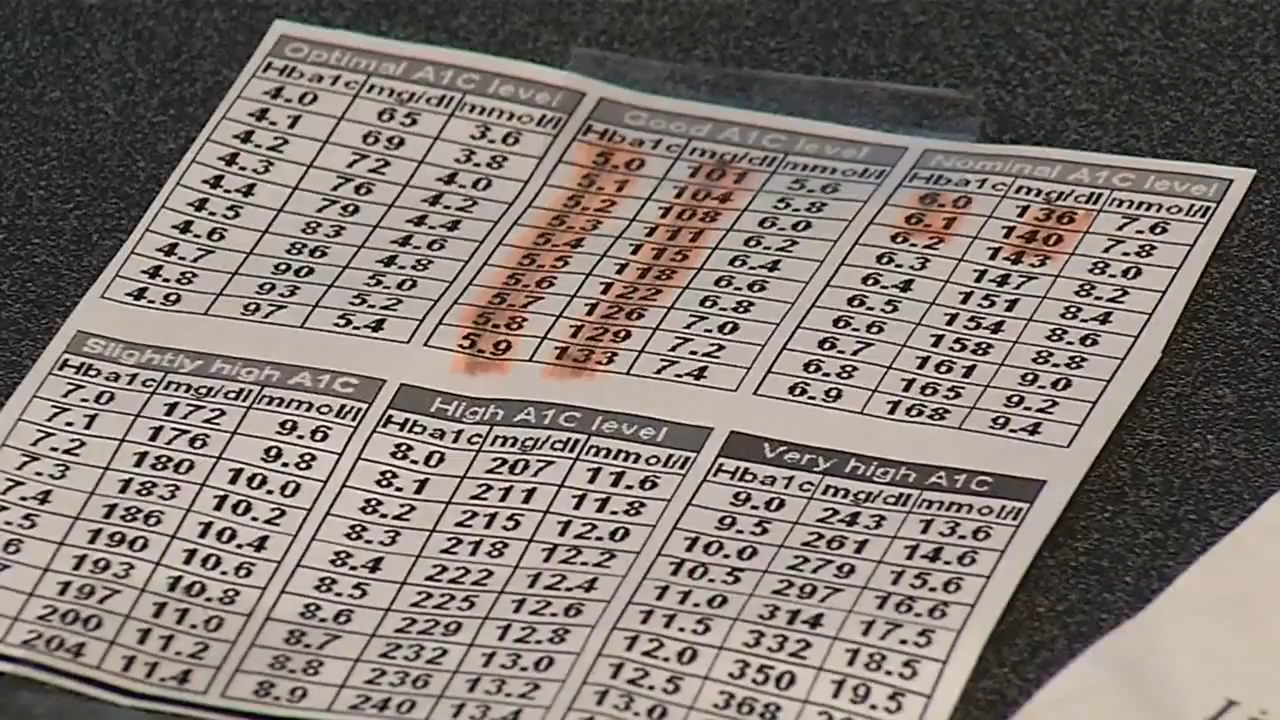 Optimal A1C level
Hba1c mg/dl mmol/l
4.0 65 3.6
4.1 69 3.8
4.2 72 4.0
4.3 76 4.2
4.4 79 4.4
4.5 83 4.6
4.6 86 4.8
4.7 90 5.0
4.8 93 5.2
4.9 97 5.4
Good A1C level
Hba1c mg/dl mmol/l
5.0 101 5.6
5.1 104 5.8
5.2 108 6.0
5.3 111 6.2
5.4 115 6.4
5.5 118 6.6
5.6 122 6.8
5.7 126 7.0
5.8 129 7.2
5.9 133 7.4
Nominal A1C level
Hba1c mg/dl mmol/l
6.0 136 7.6
6.1 140 7.8
6.2 143 8.0
6.3 147 8.2
6.4 151 8.4
6.5 154 8.6
6.6 158 8.8
6.7 161 9.0
6.8 165 9.2
6.9 168 9.4
Slightly high A1C
Hba1c mg/dl mmol/l
7.0 172 9.6
7.1 176 9.8
7.2 180 10.0
7.3 183 10.2
7.4 186 10.4
.5 190 10.6
6 193 10.8
197 11.0
200 11.2
204 11.4
High A1C level
Hba1c mg/dl mmol/l
8.0 207 11.6
8.1 211 11.8
8.2 215 12.0
8.3 218 12.2
8.4 222 12.4
8.5 225 12.6
8.6 229 12.8
8.7 232 13.0
8.8 236 13.2
8.9 240 13.4
Very high A1C
Hba1c mg/dl mmol/l
9.0 243 13.6
9.5 261 14.6
10.0 279 15.6
10.5 297 16.6
11.0 314 17.5
11.5 332 18.5
12.0 350 19.5
12.5 368
13.0